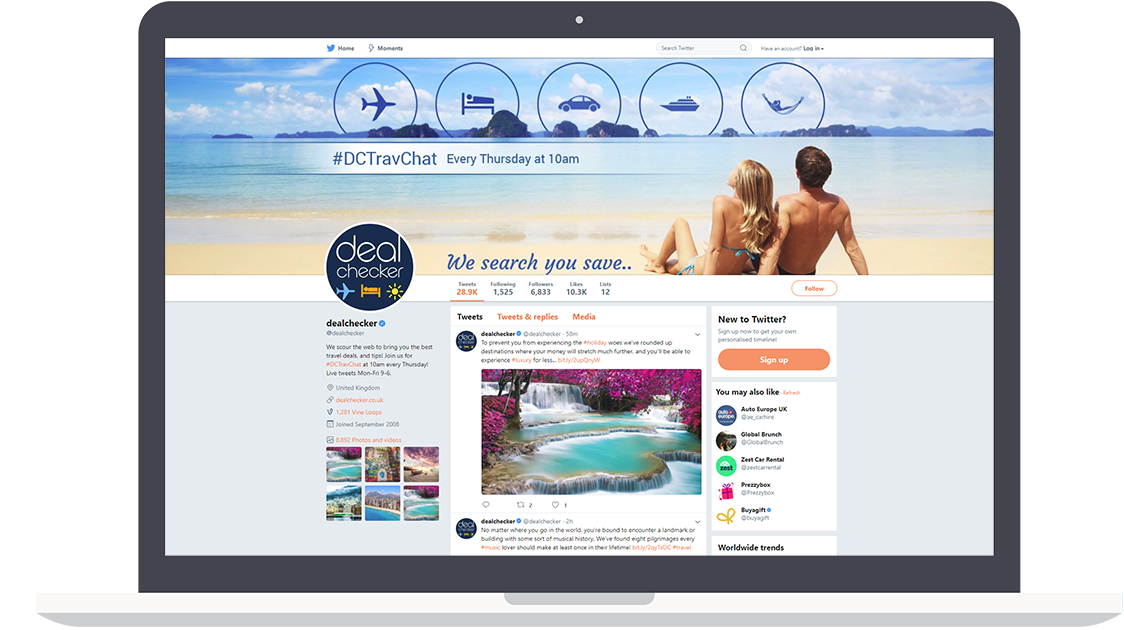 Home
Moments
Search Twitter
Have an account? Log in
#DCTravChat Every Thursday at 10am
We search you save..
deal
checker
Tweets
28.9K
Following
1,525
Followers
6,833
Likes
10.3K
Lists
12
Follow
dealchecker
@dealchecker
We scour the web to bring you the best
travel deals, and tips! Join us for
#DCTravChat at 10am every Thursday!
Live tweets Mon-Fri 9-6.
United Kingdom
dealchecker.co.uk
1,281 Vine Loops
Joined September 2008
8,892 Photos and videos
Tweets
Tweets & replies
Media
deal
checker
dealchecker @dealchecker · 58m
To prevent you from experiencing the #holiday woes we've rounded up
destinations where your money will stretch much further, and you'll be able to
experience #luxury for less... bit.ly/2upQnyW
2
1
deal
checker
dealchecker @dealchecker · 2h
No matter where you go in the world, you're bound to encounter a landmark or
building with some sort of musical history. We've found eight pilgrimages every
#music lover should make at least once in their lifetime! #travel
New to Twitter?
Sign up now to get your own
personalised timeline!
Sign up
You may also like · Refresh
auto
europe
Auto Europe UK
@ae_carhire
Global Brunch
@GlobalBrunch
zest
Zest Car Rental
@zestcarrental
Prezzybox
@Prezzybox
Buyagift
@buyagift
Worldwide trends